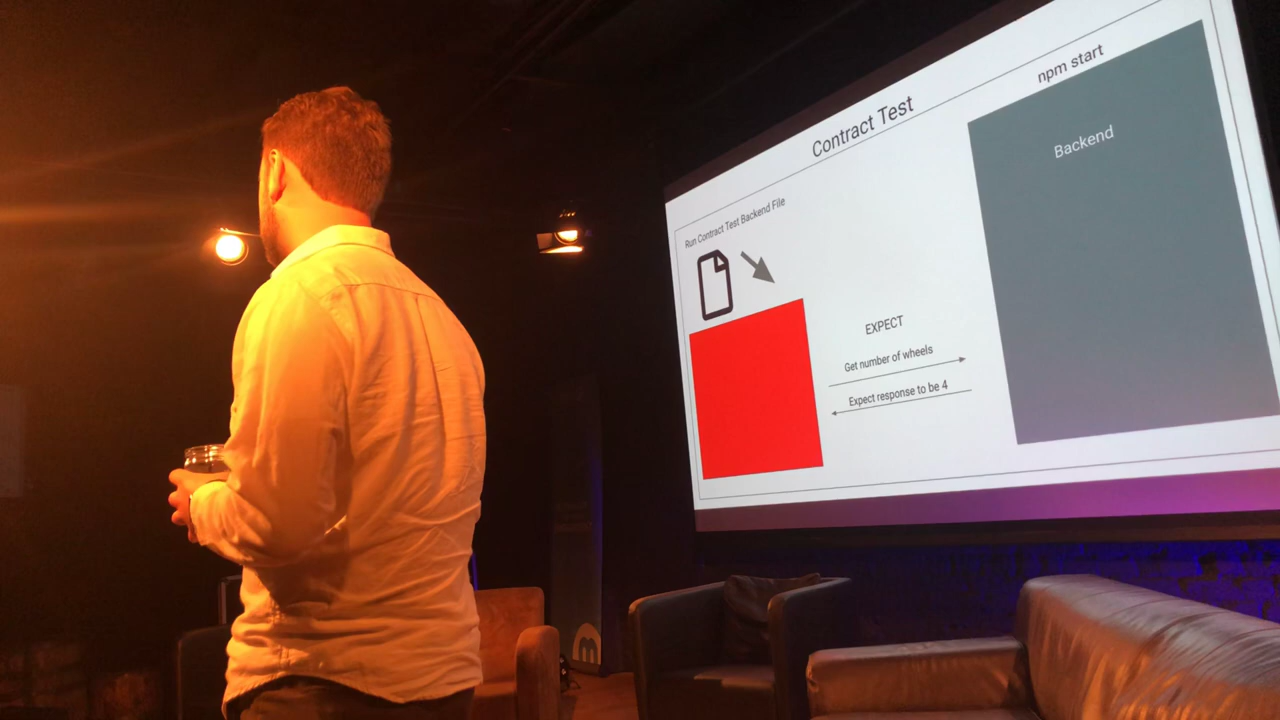 Contract Test
npm start
Backend
Run Contract Test Backend File
EXPECT
Get number of wheels
Expect response to be 4
m